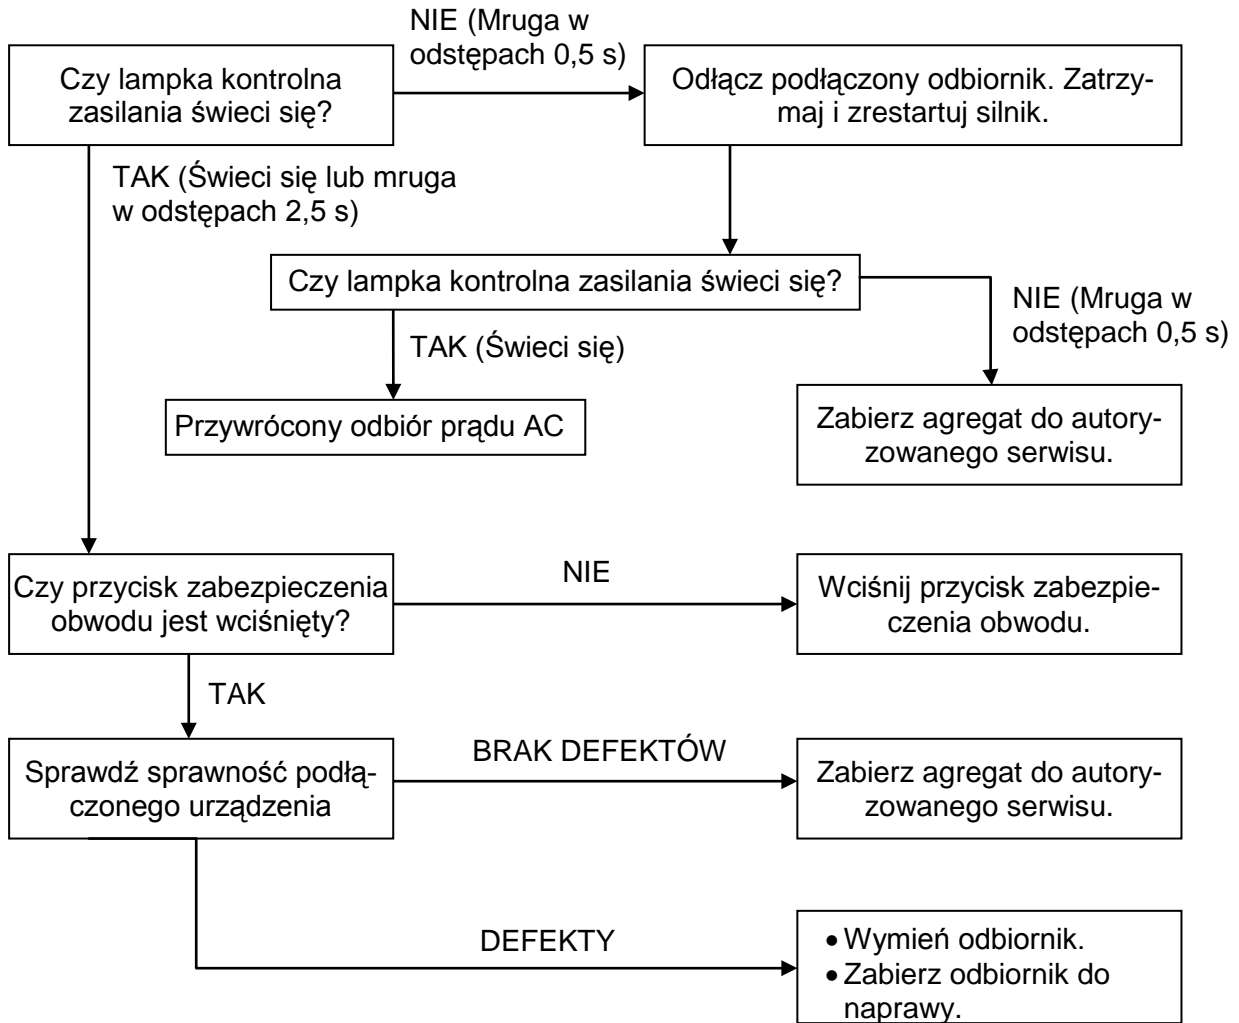 NIE (Mruga w
odstępach 0,5 s)
Czy lampka kontrolna
zasilania świeci się?
Odłącz podłączony odbiornik. Zatrzy-
maj i zrestartuj silnik.
TAK (Świeci się lub mruga
w odstępach 2,5 s)
Czy lampka kontrolna zasilania świeci się?
NIE (Mruga w
odstępach 0,5 s)
TAK (Świeci się)
Przywrócony odbiór prądu AC
Zabierz agregat do autory-
zowanego serwisu.
Czy przycisk zabezpieczenia
obwodu jest wciśnięty?
NIE
Wciśnij przycisk zabezpie-
czenia obwodu.
TAK
Sprawdź sprawność podłą-
czonego urządzenia
BRAK DEFEKTÓW
Zabierz agregat do autory-
zowanego serwisu.
DEFEKTY
• Wymień odbiornik.
• Zabierz odbiornik do
naprawy.